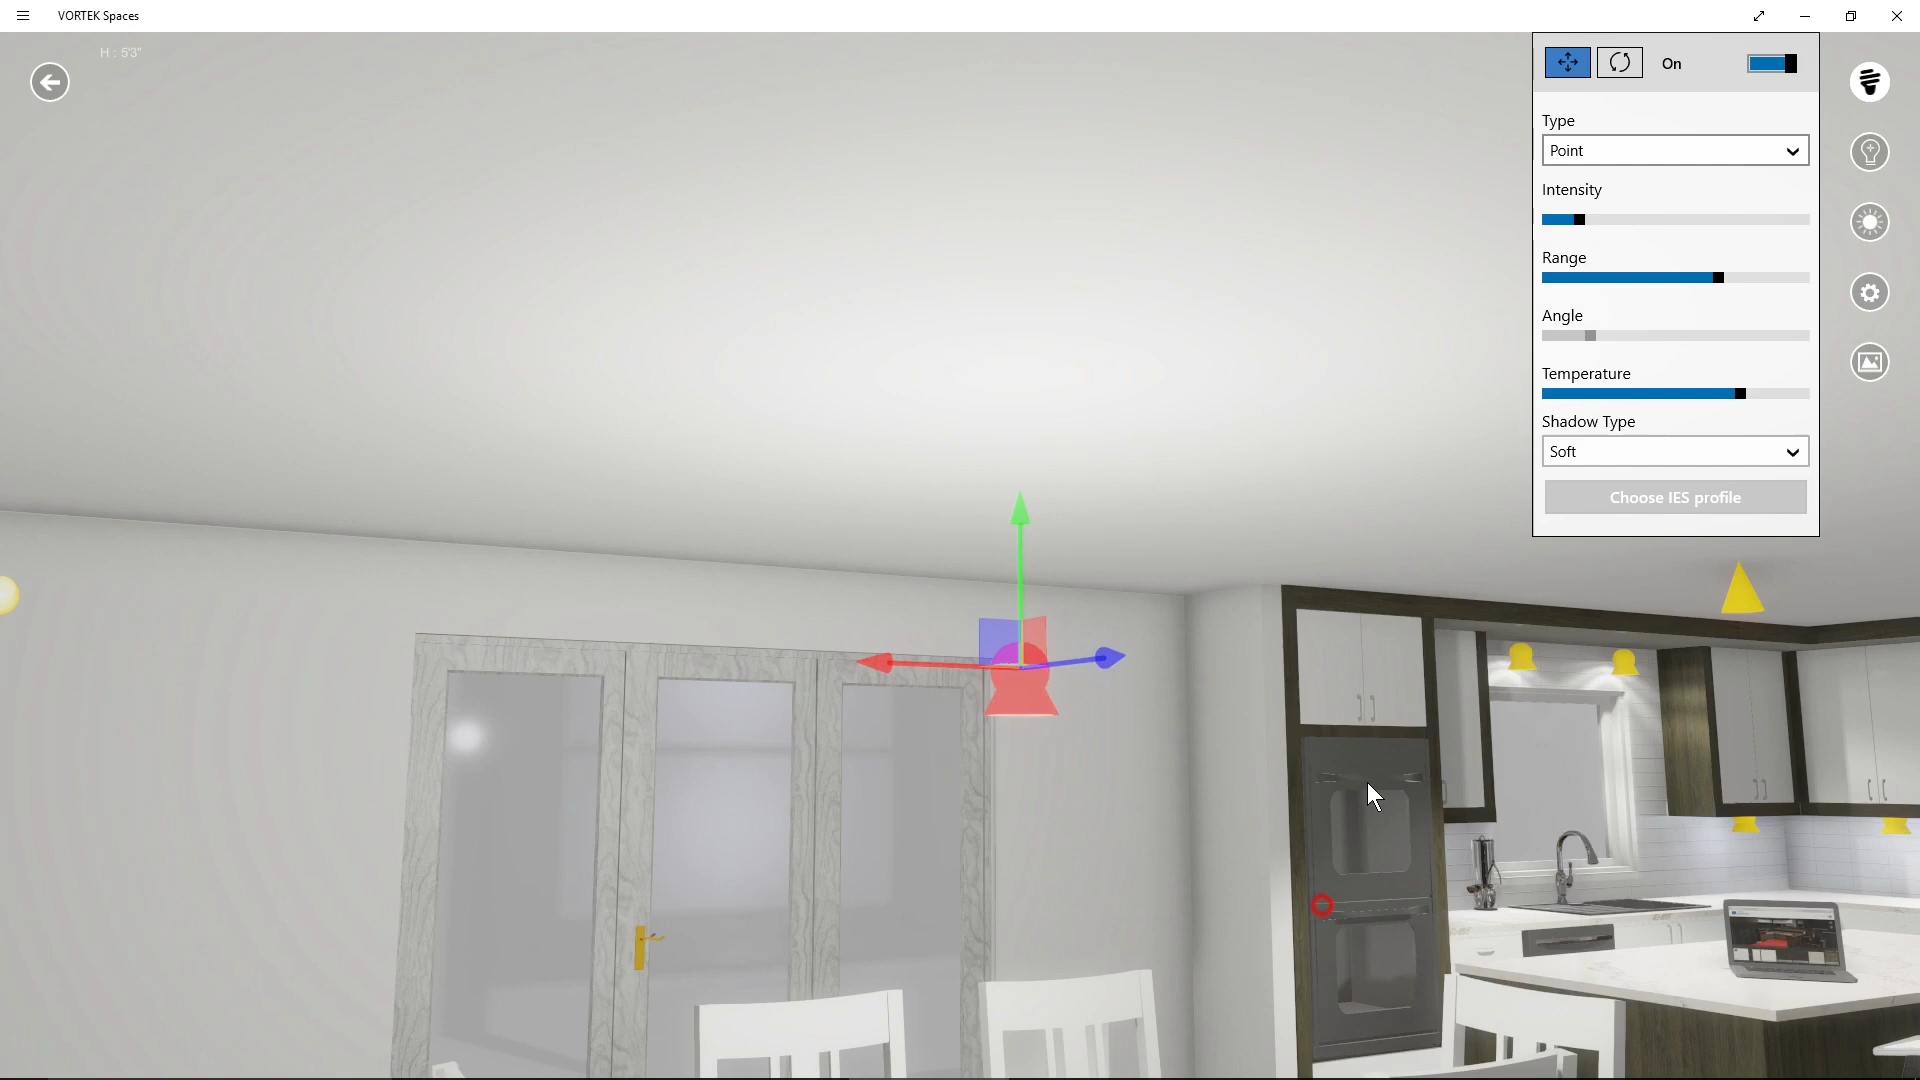 VORTEK Spaces
H : 5'3"
On
Type
Point
Intensity
Range
Angle
Temperature
Shadow Type
Soft
Choose IES profile